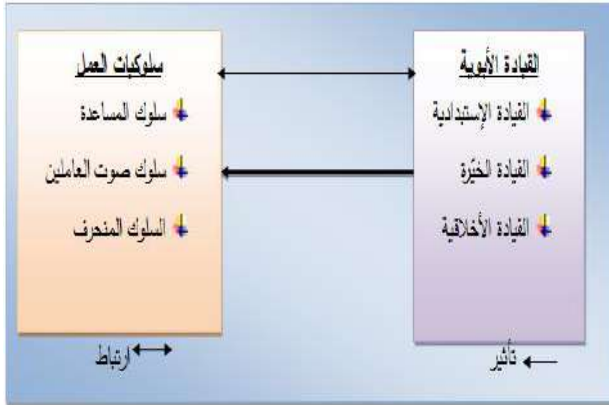 القيادة الأبوية
القيادة الإستبدادية
القيادة الخيّرة
القيادة الأخلاقية
سلوكيات العمل
سلوك المساعدة
سلوك صوت العاملين
السلوك المنحرف
تأثير
ارتباط